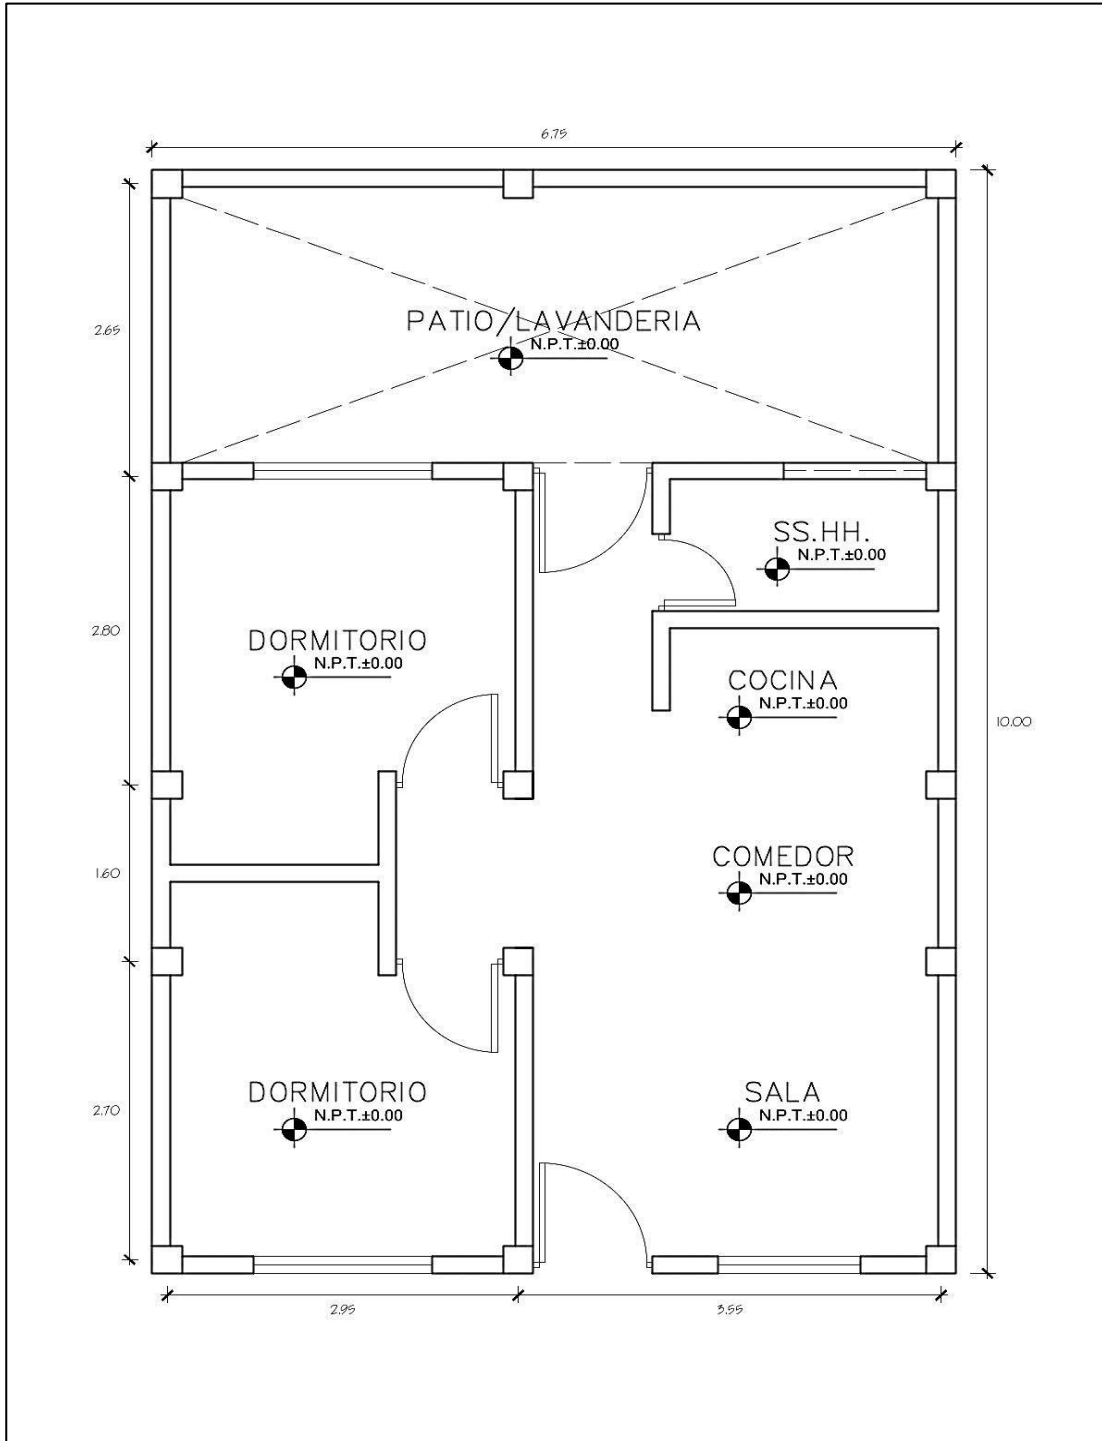 6.75
PATIO/LAVANDERIA
N.P.T.±0.00
2.65
SS.HH.
N.P.T.±0.00
2.80
DORMITORIO
N.P.T.±0.00
COCINA
N.P.T.±0.00
10.00
COMEDOR
N.P.T.±0.00
1.60
DORMITORIO
N.P.T.±0.00
SALA
N.P.T.±0.00
2.70
2.95
3.55